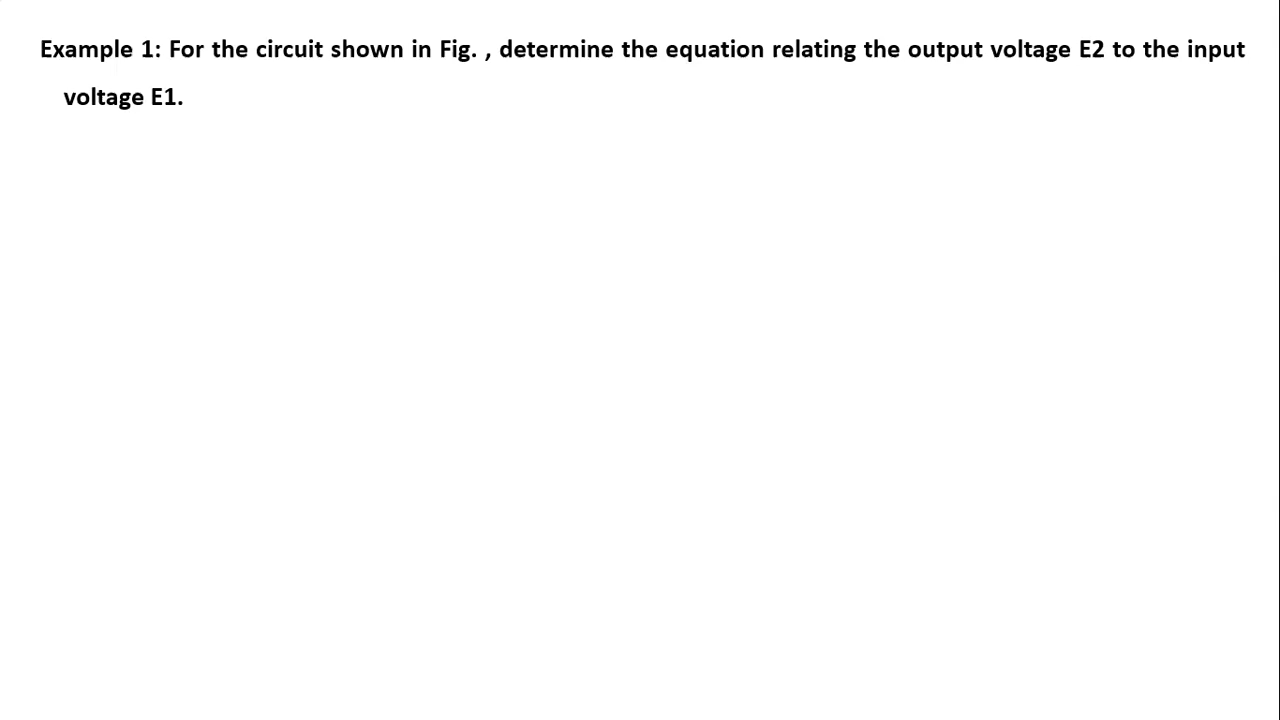 Example 1: For the circuit shown in Fig. , determine the equation relating the output voltage E2 to the input
voltage E1.